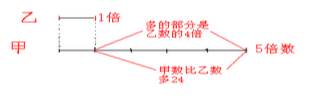 乙 1倍
多的部分是
乙数的4倍
甲 5倍数
甲数比乙数
多24